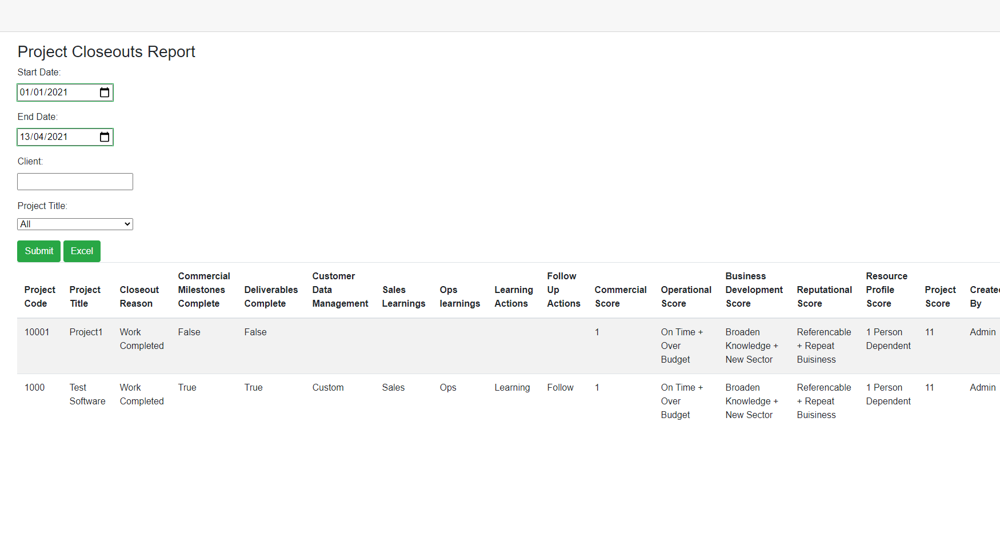 Project Closeouts Report
Start Date:
01/01/2021
End Date:
13/04/2021
Client:
Project Title:
All
Submit Excel
Project Code
Project Title
Closeout Reason
Commercial Milestones Complete
Deliverables Complete
Customer Data Management
Sales Learnings
Ops learnings
Learning Actions
Follow Up Actions
Commercial Score
Operational Score
Business Development Score
Reputational Score
Resource Profile Score
Project Score
Create By
10001
Project1
Work Completed
False
False
1
On Time + Over Budget
Broaden Knowledge + New Sector
Referencable + Repeat Buisiness
1 Person Dependent
11
Admin
1000
Test Software
Work Completed
True
True
Custom
Sales
Ops
Learning
Follow
1
On Time + Over Budget
Broaden Knowledge + New Sector
Referencable + Repeat Buisiness
1 Person Dependent
11
Admin